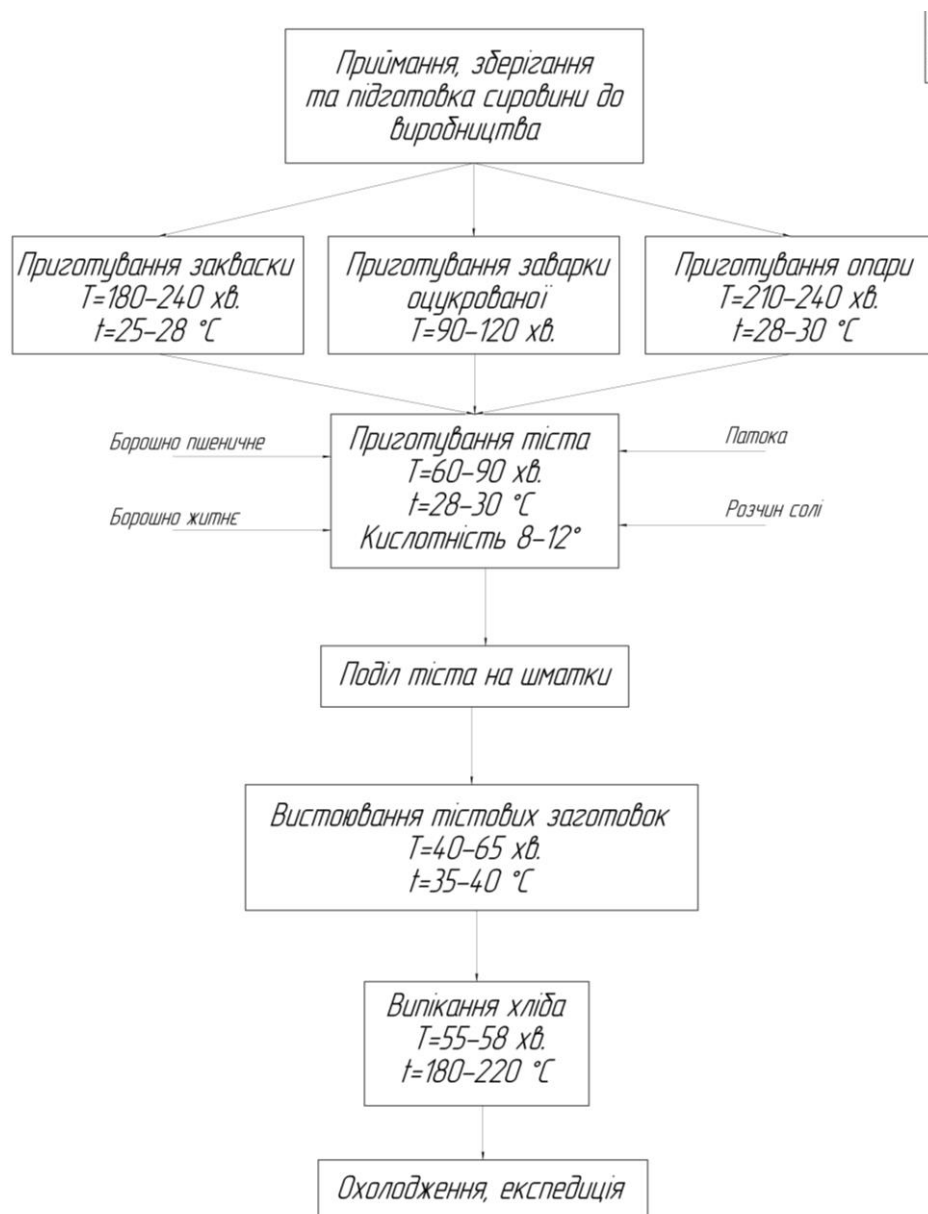 Приймання, зберігання
та підготовка сировини до
виробництва
Приготування закваски
T=180–240 хв.
t=25–28 °C
Приготування заварки
оцукрованої
T=90–120 хв.
Приготування опари
T=210–240 хв.
t=28–30 °C
Борошно пшеничне
Борошно житнє
Приготування тіста
T=60–90 хв.
t=28–30 °C
Кислотність 8–12°
Патока
Розчин солі
Поділ тіста на шматки
Вистоювання тістових заготовок
T=40–65 хв.
t=35–40 °C
Випікання хліба
T=55–58 хв.
t=180–220 °C
Охолодження, експедиція